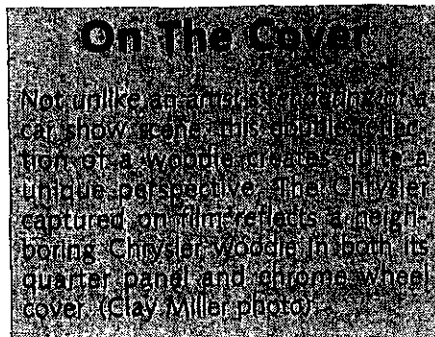 On The Cover
Not unlike an artist's rendering of a
car show scene, this double reflec-
tion of a woodie creates quite a
unique perspective. The Chrysler
captured on film reflects a neigh-
boring Chrysler woodie in both its
quarter panel and chrome wheel
cover. (Clay Miller photo)